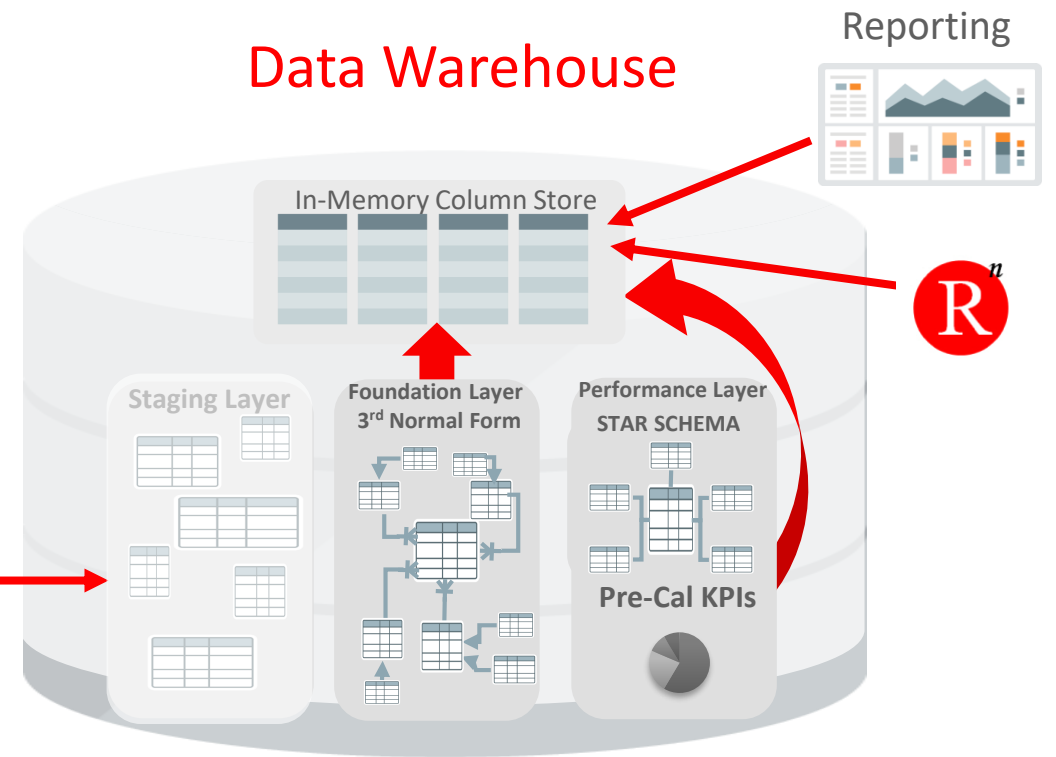 Reporting
Data Warehouse
In-Memory Column Store
Rⁿ
Staging Layer
Foundation Layer
3rd Normal Form
Performance Layer
STAR SCHEMA
Pre-Cal KPIs